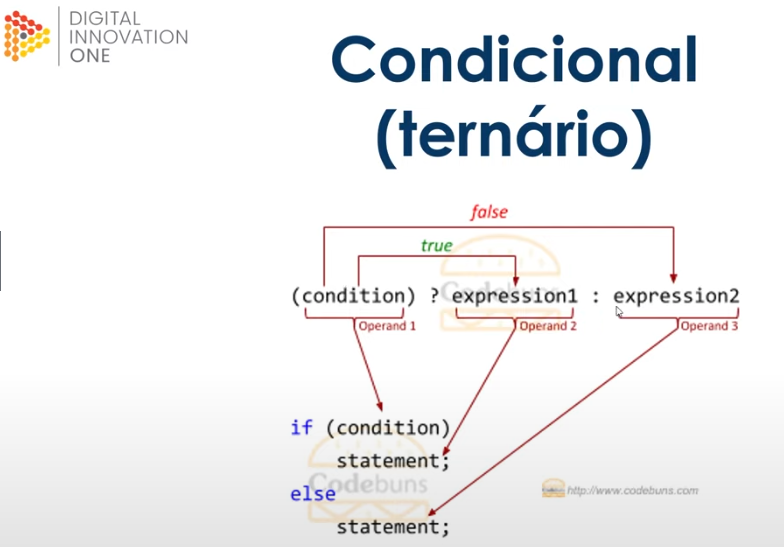 DIGITAL
INNOVATION
ONE
Condicional
(ternário)
false
true
(condition) ? expression1 : expression2
Operand 1 Operand 2 Operand 3
if (condition)
statement;
else
statement;
Codebuns
Codebuns
http://www.codebuns.com